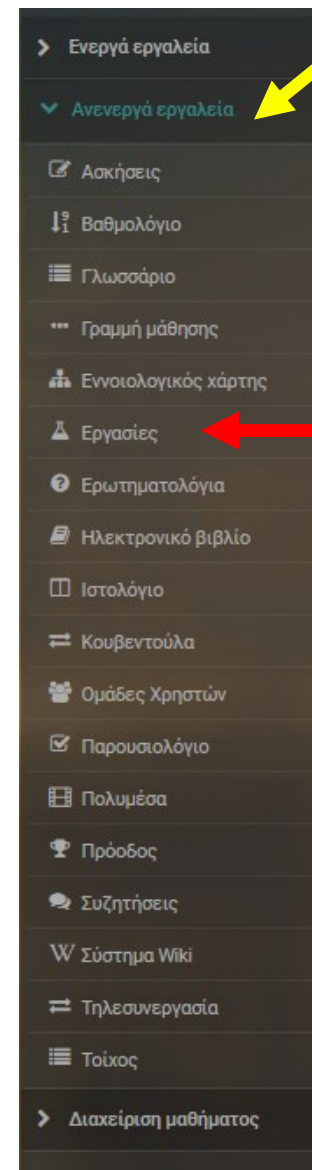 Ενεργά εργαλεία
Ανενεργά εργαλεία
Ασκήσεις
Βαθμολόγιο
Γλωσσάριο
Γραμμή μάθησης
Εννοιολογικός χάρτης
Εργασίες
Ερωτηματολόγια
Ηλεκτρονικό βιβλίο
Ιστολόγιο
Κουβεντούλα
Ομάδες Χρηστών
Παρουσιολόγιο
Πολυμέσα
Πρόοδος
Συζητήσεις
Σύστημα Wiki
Τηλεσυνεργασία
Τοίχος
Διαχείριση μαθήματος